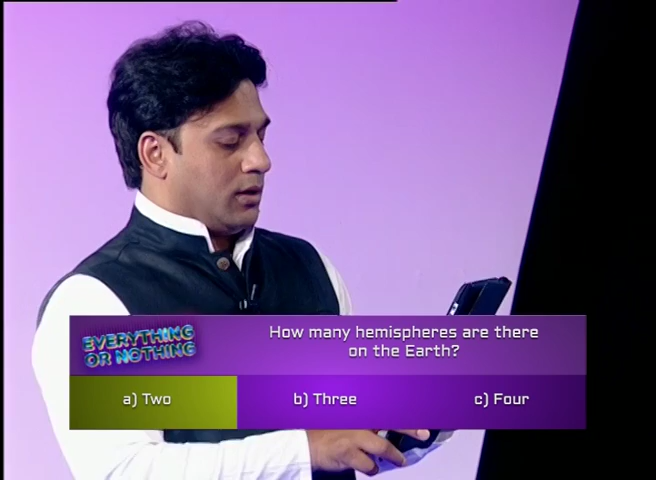 EVERYTHING
OR NOTHING
How many hemispheres are there
on the Earth?
a) Two
b) Three
c) Four